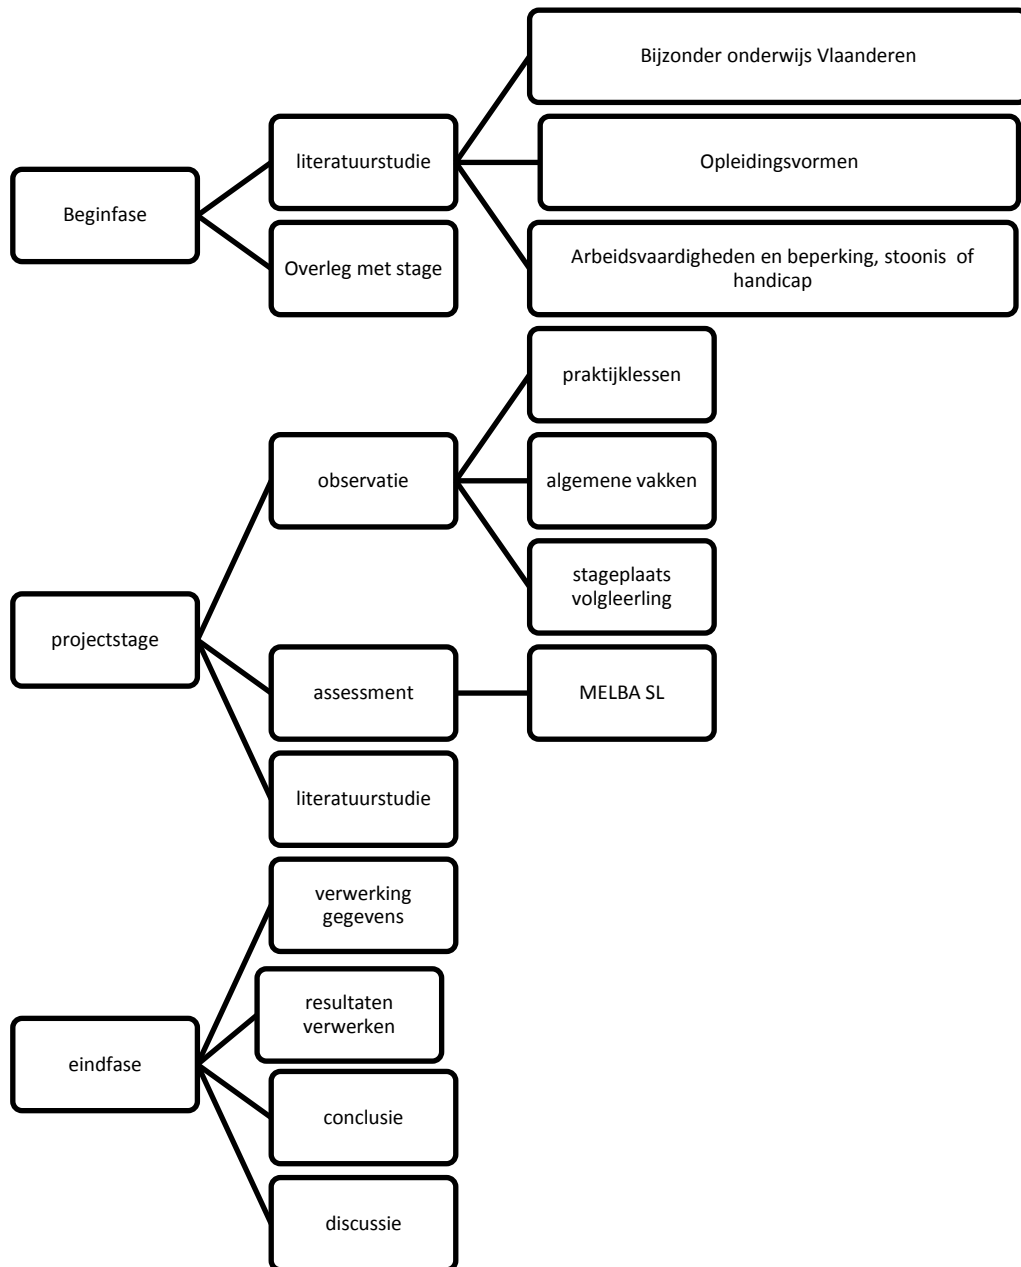 Beginfase
literatuurstudie
Bijzonder onderwijs Vlaanderen
Opleidingsvormen
Arbeidsvaardigheden en beperking, stoonis of
handicap
Overleg met stage
projectstage
observatie
praktijklessen
algemene vakken
stageplaats
volgleerling
assessment
MELBA SL
literatuurstudie
eindfase
verwerking
gegevens
resultaten
verwerken
conclusie
discussie